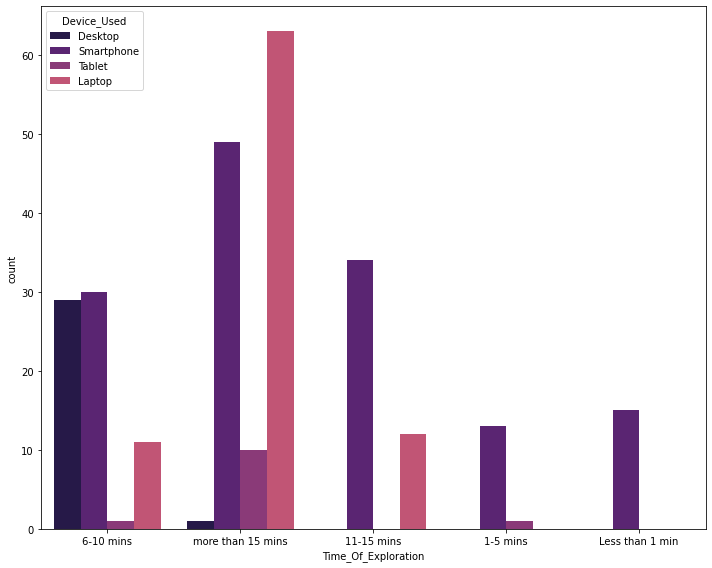 Device_Used
Desktop
Smartphone
Tablet
Laptop
60
50
40
30
20
10
0
count
6-10 mins more than 15 mins 11-15 mins 1-5 mins Less than 1 min
Time_Of_Exploration